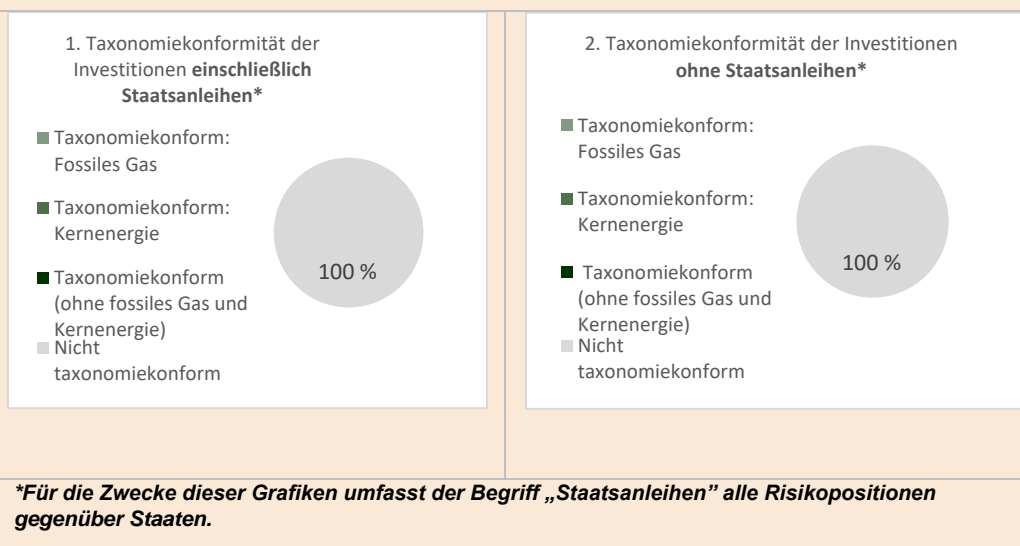 1. Taxonomiekonformität der
Investitionen einschließlich
Staatsanleihen*
Taxonomiekonform:
Fossiles Gas
Taxonomiekonform:
Kernenergie
Taxonomiekonform
(ohne fossiles Gas und
Kernenergie)
Nicht
taxonomiekonform
100 %
2. Taxonomiekonformität der Investitionen
ohne Staatsanleihen*
Taxonomiekonform:
Fossiles Gas
Taxonomiekonform:
Kernenergie
Taxonomiekonform
(ohne fossiles Gas und
Kernenergie)
Nicht
taxonomiekonform
100 %
*Für die Zwecke dieser Grafiken umfasst der Begriff „Staatsanleihen” alle Risikopositionen
gegenüber Staaten.